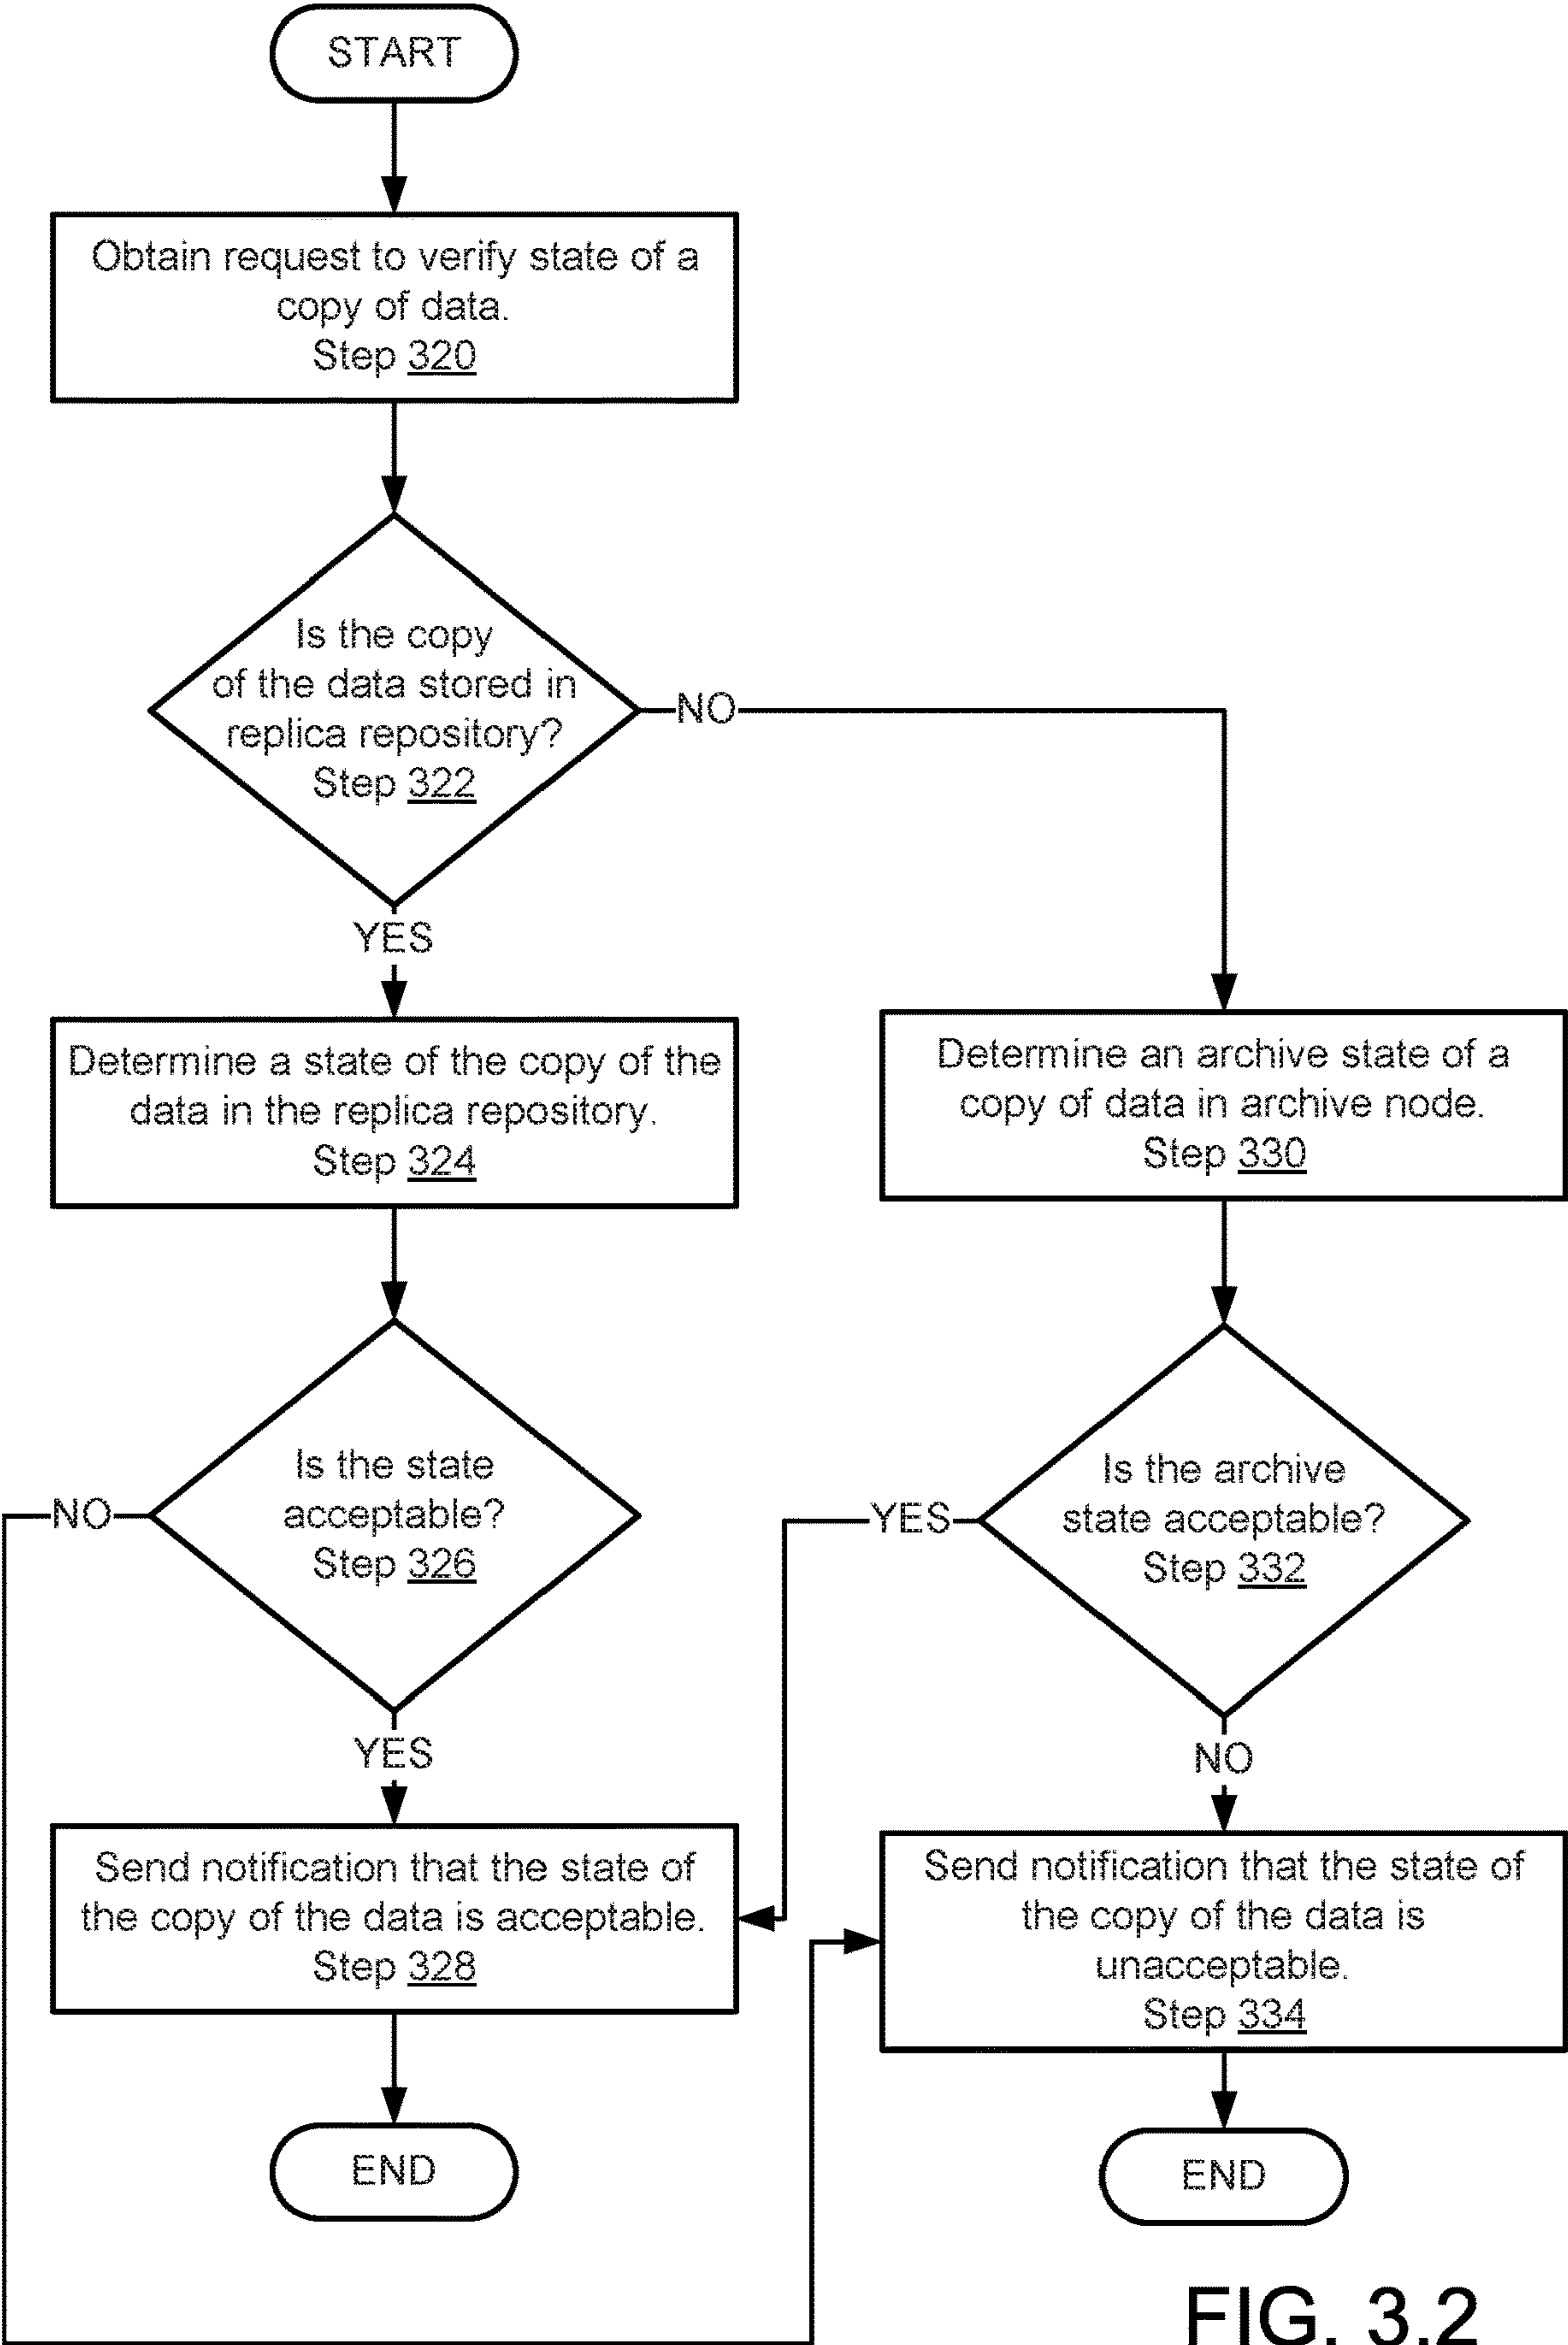 START
Obtain request to verify state of a
copy of data.
Step 320
Is the copy
of the data stored in
replica repository?
Step 322
NO
YES
Determine a state of the copy of the
data in the replica repository.
Step 324
Determine an archive state of a
copy of data in archive node.
Step 330
Is the state
acceptable?
Step 326
NO
YES
Is the archive
state acceptable?
Step 332
YES
NO
Send notification that the state of
the copy of the data is acceptable.
Step 328
Send notification that the state of
the copy of the data is
unacceptable.
Step 334
END
END
FIG. 3.2